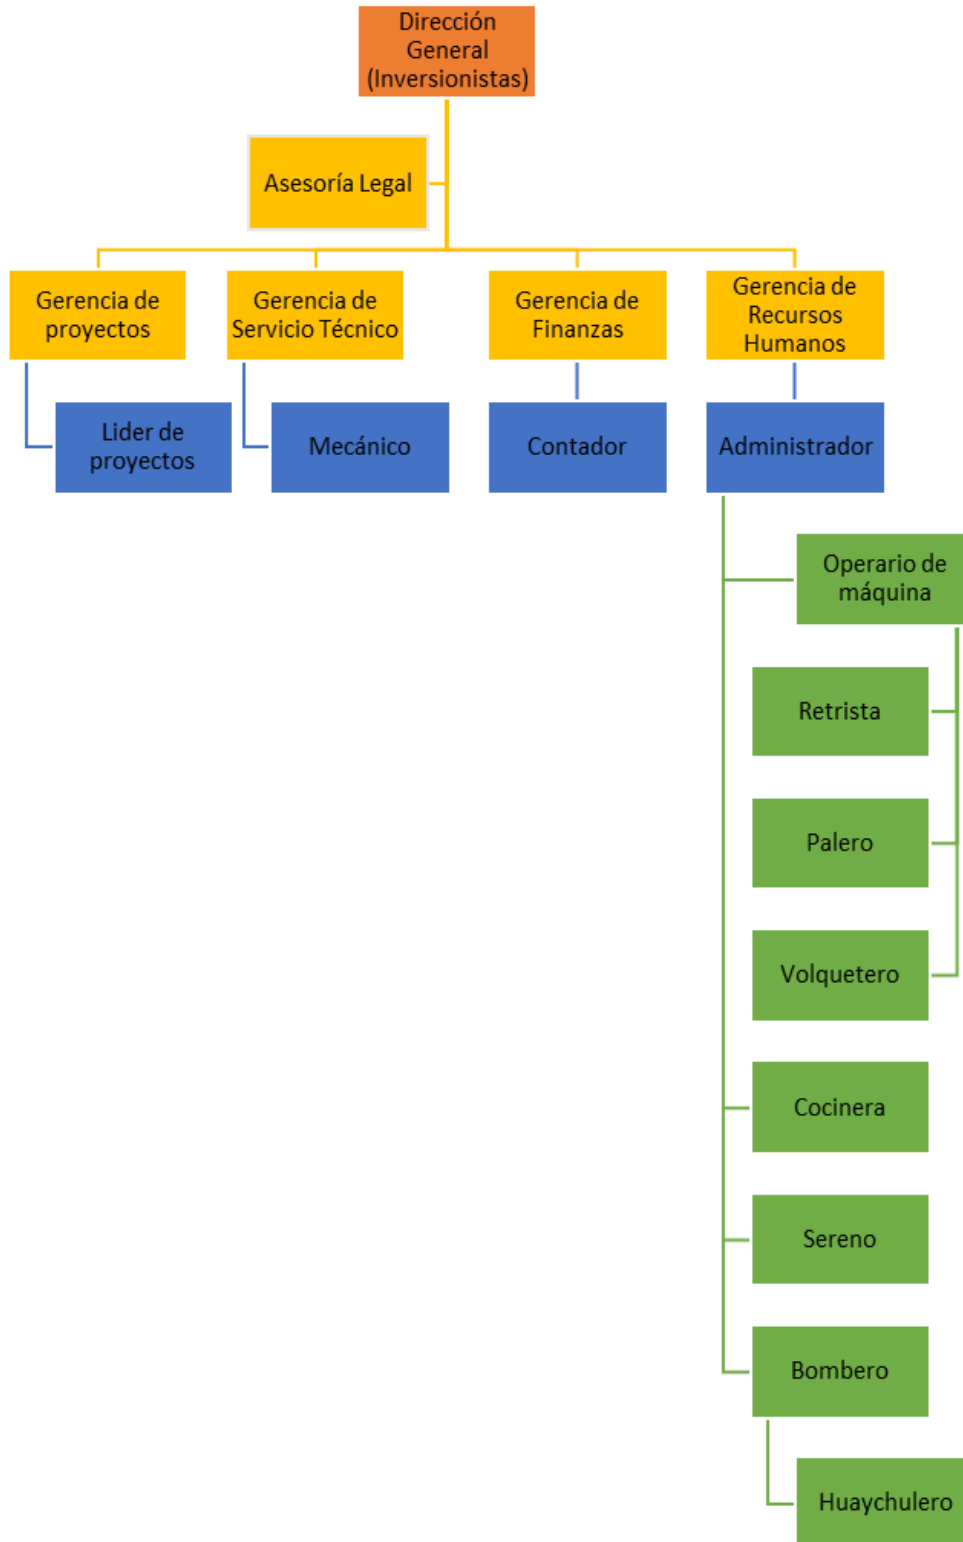 Dirección
General
(Inversionistas)
Asesoría Legal
Gerencia de
proyectos
Gerencia de
Servicio Técnico
Gerencia de
Finanzas
Gerencia de
Recursos
Humanos
Lider de
proyectos
Mecánico
Contador
Administrador
Operario de
máquina
Retrista
Palero
Volquetero
Cocinera
Sereno
Bombero
Huaychulero